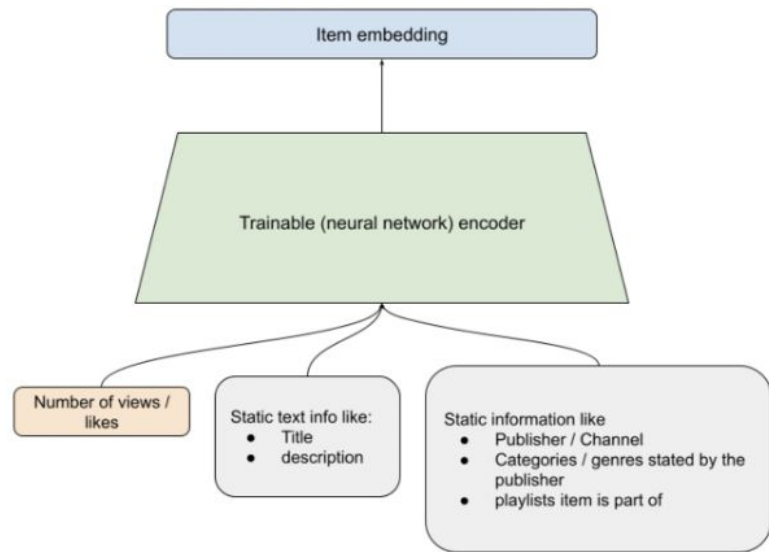 Item embedding
Trainable (neural network) encoder
Number of views /
likes
Static text info like:
● Title
● description
Static information like
● Publisher / Channel
● Categories / genres stated by the
publisher
● playlists item is part of